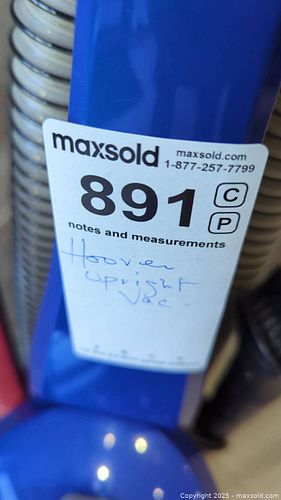 maxsold
maxsold.com
1-877-257-7799
891
C
P
notes and measurements
Hoover
upright
Vac.
Copyright 2025 - maxsold.com